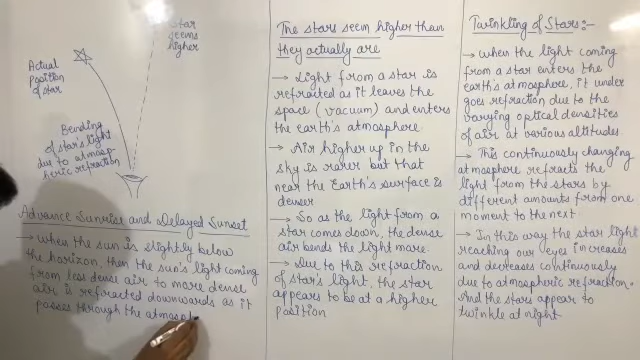 Star
seems
higher
Actual
position
of star
Bending
of star's light
due to atmosp-
heric refraction
Advance Sunrise and Delayed Sunset
→ When the sun is slightly below
the horizon, then the sun's light coming
from less dense air to more dense
air is refracted downwards as it
passes through the atmosph
The stars seem higher than
they actually are
→ Light from a star is
refracted as it leaves the
space (vacuum) and enters
the earth's atmosphere
→ Air higher up in the
sky is rarer but that
near the Earth's surface is
denser
→ So as the light from a
star comes down, the dense
air bends the light more.
→ Due to this refraction
of star's light, the star
appears to be at a higher
position
Twinkling of Stars:-
→ When the light coming
from a star enters the
earth's atmosphere, it under
goes refraction due to the
varying optical densities
of air at various altitudes.
→ This continuously changing
atmosphere refracts the
light from the stars by
different amounts from one
moment to the next.
→ In this way the star light
reaching our eyes increases
and decreases continuously
due to atmospheric refraction.
And the stars appear to
twinkle at night